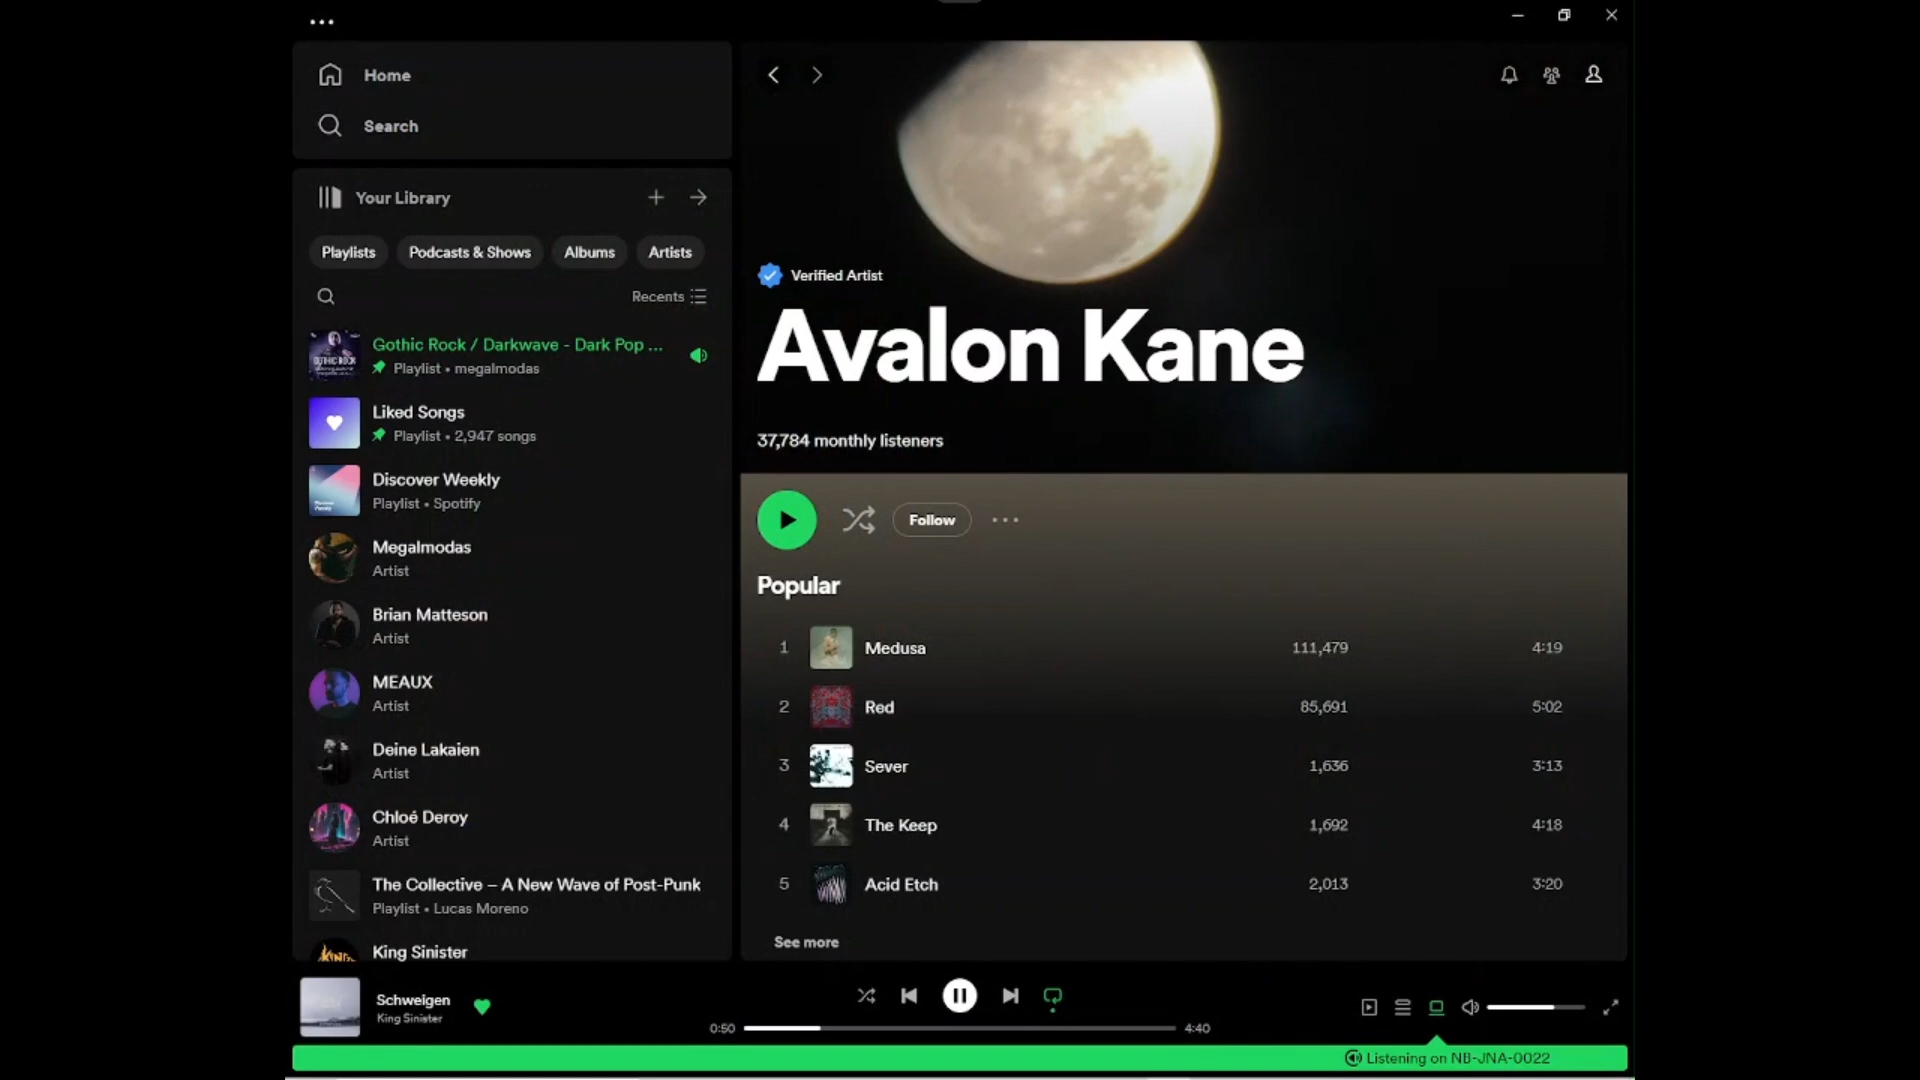 Home
Search
Your Library
Playlists
Podcasts & Shows
Albums
Artists
Recents
Gothic Rock / Darkwave - Dark Pop ...
Playlist • megalmodas
Liked Songs
Playlist • 2,947 songs
Discover Weekly
Playlist • Spotify
Megalmodas
Artist
Brian Matteson
Artist
MEAUX
Artist
Deine Lakaien
Artist
Chloé Deroy
Artist
The Collective – A New Wave of Post-Punk
Playlist • Lucas Moreno
King Sinister
Verified Artist
Avalon Kane
37,784 monthly listeners
Follow
Popular
1 Medusa 111,479 4:19
2 Red 85,691 5:02
3 Sever 1,636 3:13
4 The Keep 1,692 4:18
5 Acid Etch 2,013 3:20
See more
Schweigen
King Sinister
0:50
4:40
Listening on NB-JNA-0022
GOTHIC ROCK